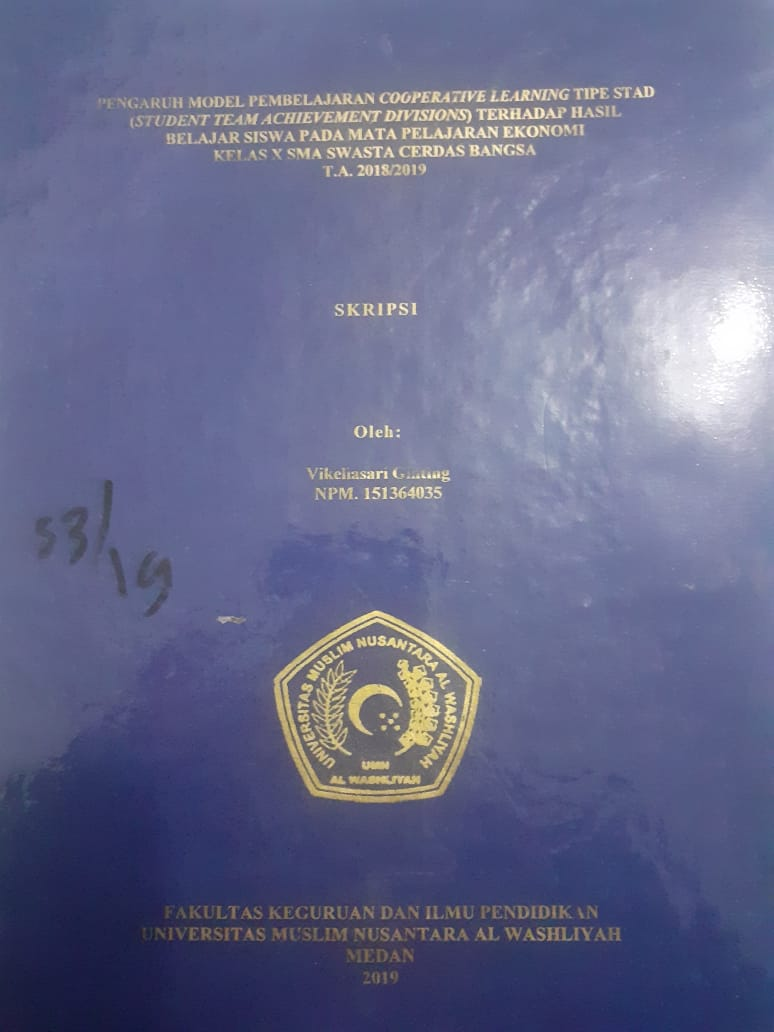 PENGARUH MODEL PEMBELAJARAN COOPERATIVE LEARNING TIPE STAD
(STUDENT TEAM ACHIEVEMENT DIVISIONS) TERHADAP HASIL
BELAJAR SISWA PADA MATA PELAJARAN EKONOMI
KELAS X SMA SWASTA CERDAS BANGSA
T.A. 2018/2019
SKRIPSI
Oleh:
Vikeliasari Ginting
NPM. 151364035
53/19
UNIVERSITAS MUSLIM NUSANTARA AL WASHLIYAH
UMN
AL WASHLIYAH
FAKULTAS KEGURUAN DAN ILMU PENDIDIKAN
UNIVERSITAS MUSLIM NUSANTARA AL WASHLIYAH
MEDAN
2019